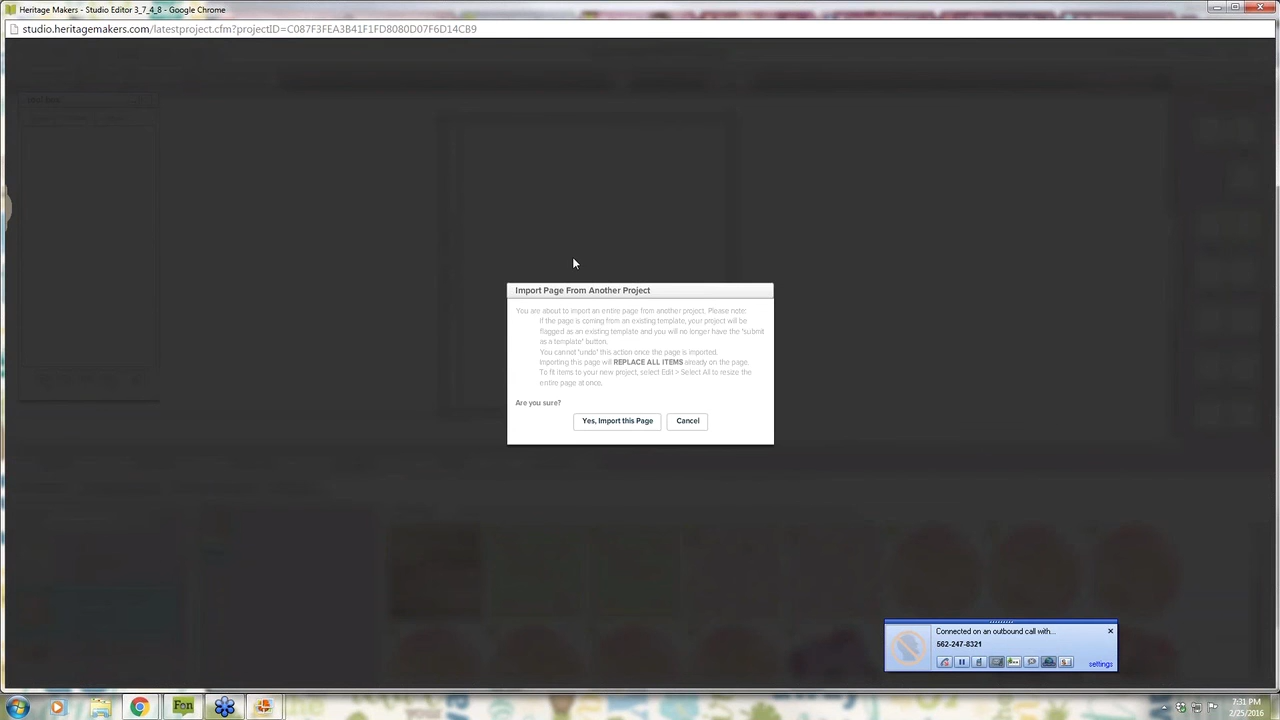 Heritage Makers - Studio Editor 3_7_4_8 - Google Chrome
studio.heritagemakers.com/latestproject.cfm?projectID=C087F3FEA3B41F1FD8080D07F6D14CB9
Import Page From Another Project
You are about to import an entire page from another project. Please note:
if the page is coming from an existing template, your project will be
flagged as an existing template and you will no longer have the "submit
as a template" button.
You cannot "undo" this action once the page is imported.
Importing this page will REPLACE ALL ITEMS already on the page.
To fit items to your new project, select Edit > Select All to resize the
entire page at once.
Are you sure?
Yes, Import this Page
Cancel
Connected on an outbound call with...
562-247-8321
settings
Fon
7:31 PM
2/25/2016